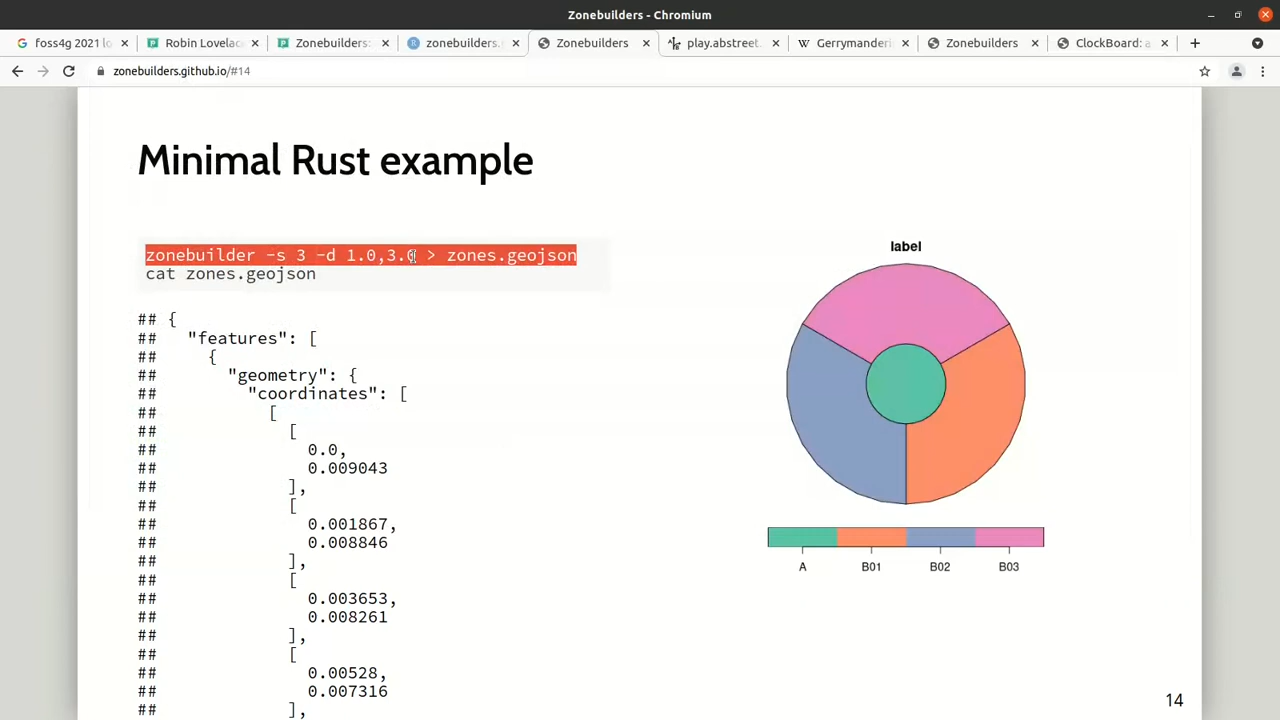 Zonebuilders - Chromium
foss4g 2021 l
Robin Lovelac
Zonebuilders:
zonebuilders.
Zonebuilders
play.abstreet.
Gerrymanderi
Zonebuilders
ClockBoard: a
zonebuilders.github.io/#14
Minimal Rust example
zonebuilder -s 3 -d 1.0,3.0 > zones.geojson
cat zones.geojson
## {
##   "features": [
##     {
##       "geometry": {
##         "coordinates": [
##           [
##             [
##               0.0,
##               0.009043
##             ],
##             [
##               0.001867,
##               0.008846
##             ],
##             [
##               0.003653,
##               0.008261
##             ],
##             [
##               0.00528,
##               0.007316
##             ],
label
A B01 B02 B03
14